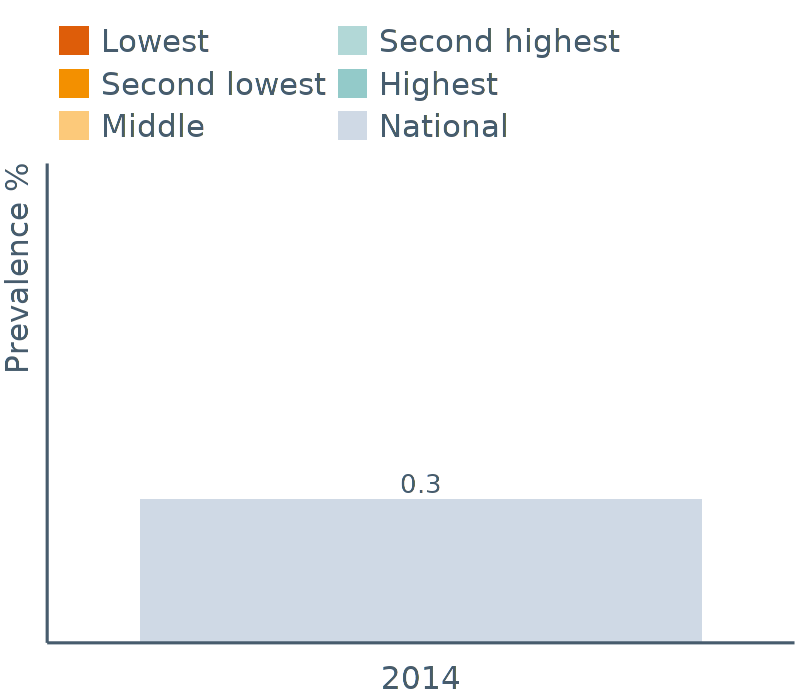 Lowest
Second lowest
Middle
Second highest
Highest
National
Prevalence %
0.3
2014